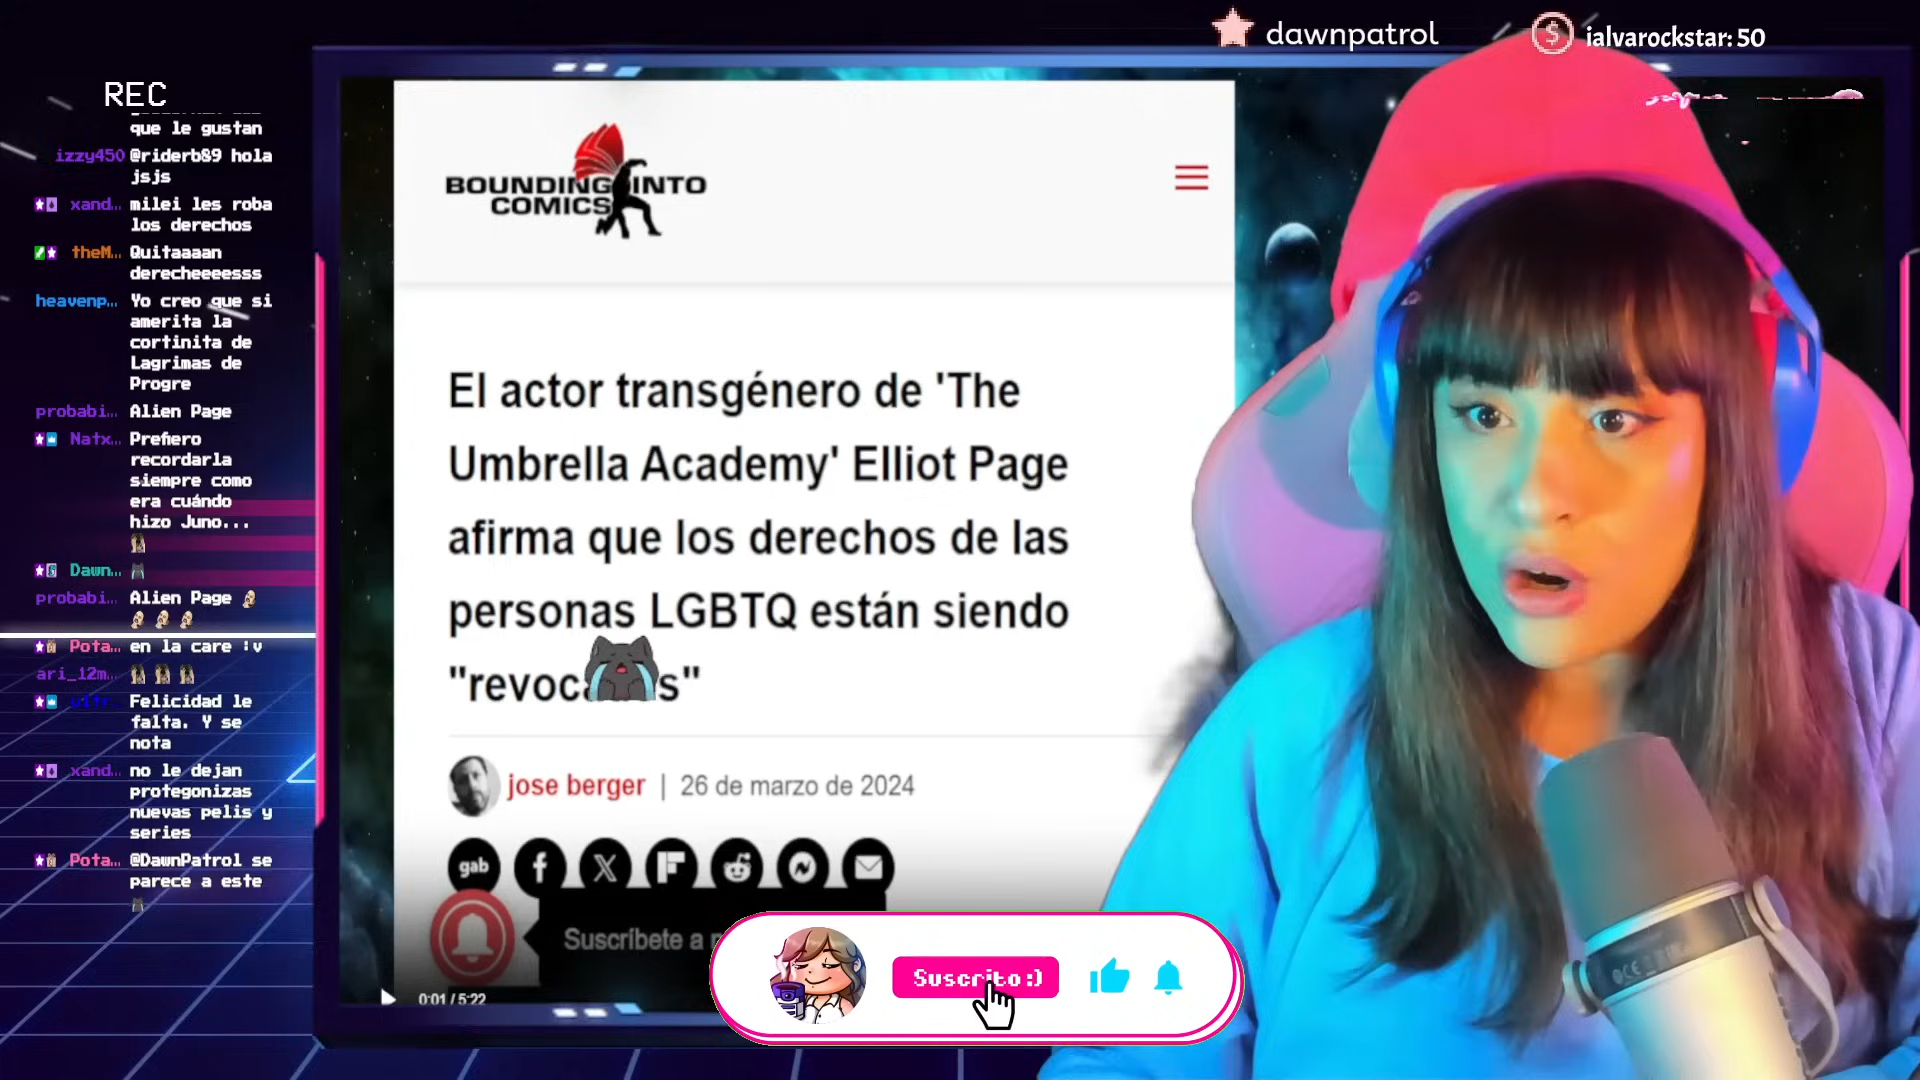 dawnpatrol
ialvarockstar: 50
REC
que le gustan
izzy450 @riderb89 hola
jsjs
xand... milei les roba
los derechos
theM... Quitaaaan
derecheeeesss
heavenp... Yo creo que si
amerita la
cortinita de
Lagrimas de
Progre
probabi... Alien Page
Natx... Prefiero
recordarla
siempre como
era cuándo
hizo Juno...
Dawn...
probabi... Alien Page
Pota... en la care :v
ari_12m...
Felicidad le
falta. Y se
nota
xand... no le dejan
protegonizas
nuevas pelis y
series
Pota... @DawnPatrol se
parece a este
BOUNDING INTO
COMICS
El actor transgénero de 'The
Umbrella Academy' Elliot Page
afirma que los derechos de las
personas LGBTQ están siendo
"revoc s"
jose berger | 26 de marzo de 2024
gab
Suscríbete a
Suscrito :)
0:01 / 5:22